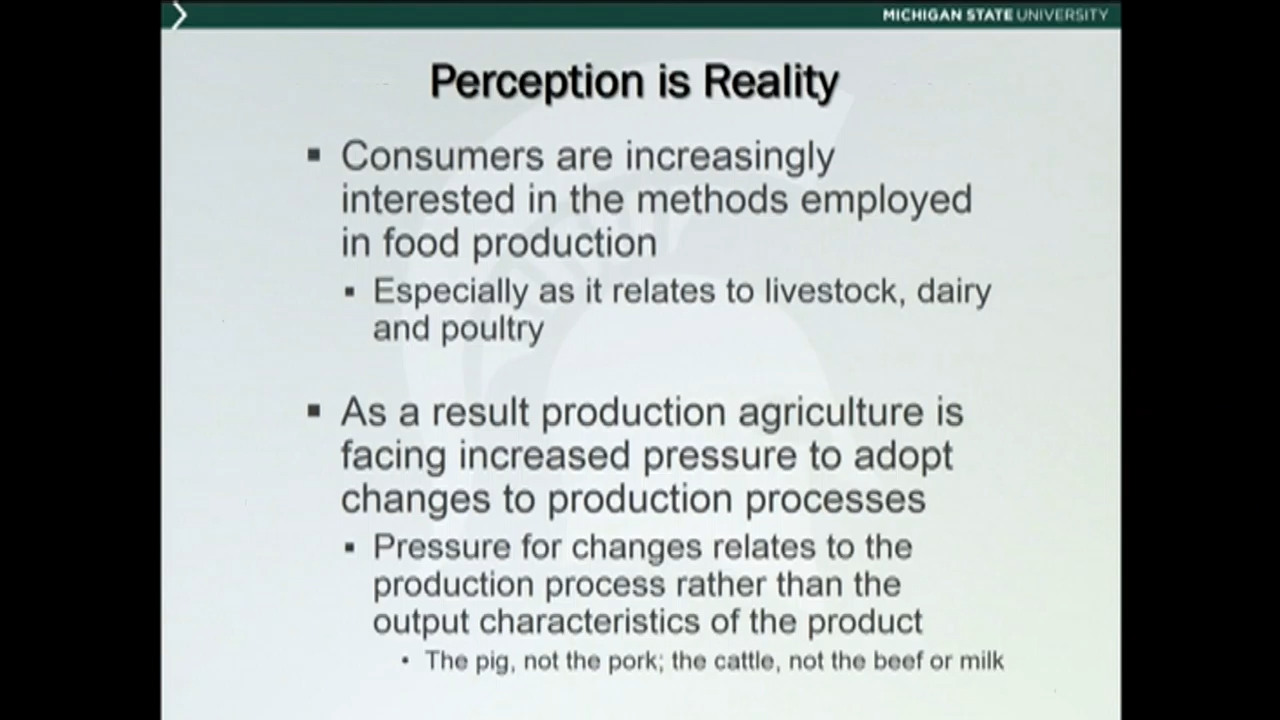 MICHIGAN STATE UNIVERSITY
Perception is Reality
▪ Consumers are increasingly
interested in the methods employed
in food production
▪ Especially as it relates to livestock, dairy
and poultry
▪ As a result production agriculture is
facing increased pressure to adopt
changes to production processes
▪ Pressure for changes relates to the
production process rather than the
output characteristics of the product
• The pig, not the pork; the cattle, not the beef or milk